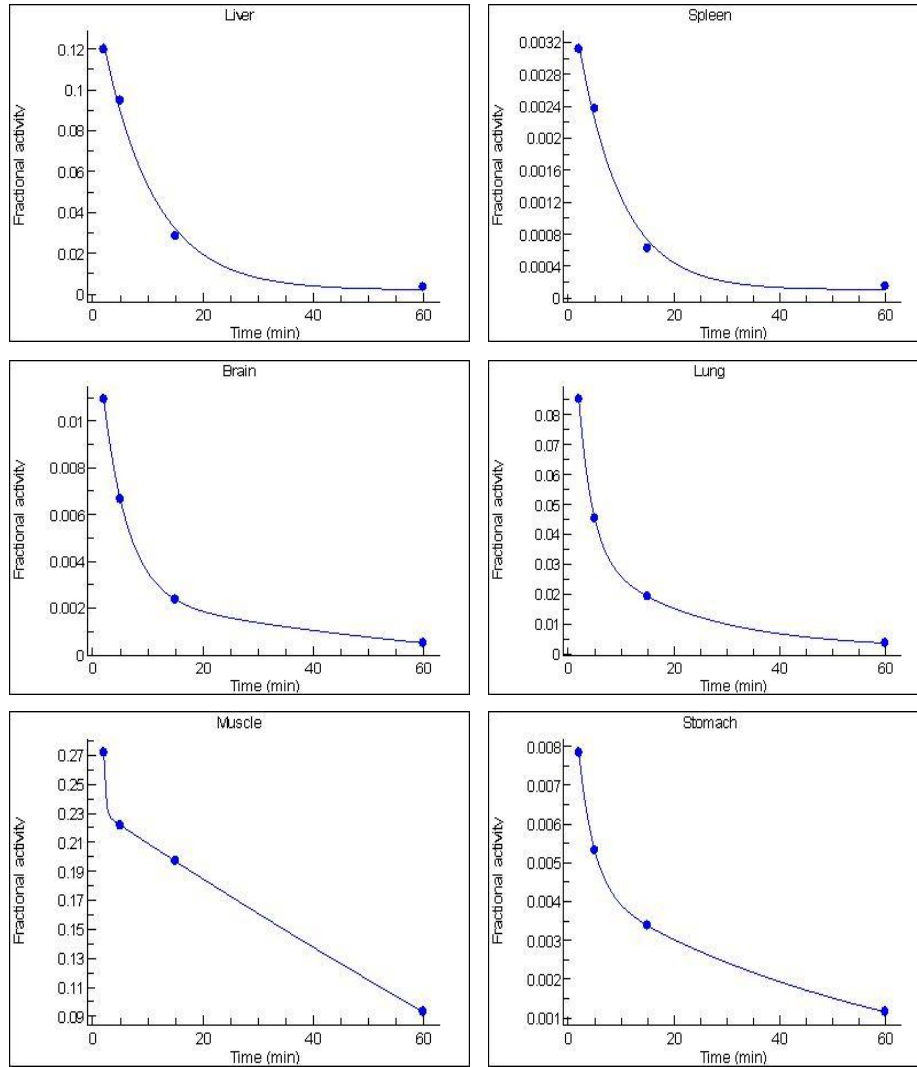 Liver
Fractional activity
0.12
0.1
0.08
0.06
0.04
0.02
0
0 20 40 60
Time (min)
Spleen
Fractional activity
0.0032
0.0028
0.0024
0.002
0.0016
0.0012
0.0008
0.0004
0
0 20 40 60
Time (min)
Brain
Fractional activity
0.01
0.008
0.006
0.004
0.002
0
0 20 40 60
Time (min)
Lung
Fractional activity
0.08
0.07
0.06
0.05
0.04
0.03
0.02
0.01
0
0 20 40 60
Time (min)
Muscle
Fractional activity
0.27
0.25
0.23
0.21
0.19
0.17
0.15
0.13
0.11
0.09
0 20 40 60
Time (min)
Stomach
Fractional activity
0.008
0.007
0.006
0.005
0.004
0.003
0.002
0.001
0 20 40 60
Time (min)